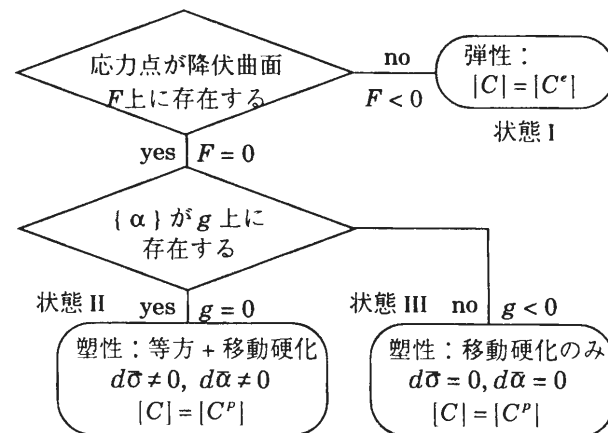 応力点が降伏曲面
F上に存在する
no
F < 0
弾性：
|C| = |Cᵉ|
状態 I
yes F = 0
{ α } が g 上に
存在する
状態 II
yes g = 0
状態 III
no g < 0
塑性：等方 + 移動硬化
dσ̄ ≠ 0, dᾱ ≠ 0
[C] = [Cᵖ]
塑性：移動硬化のみ
dσ̄ = 0, dᾱ = 0
[C] = [Cᵖ]